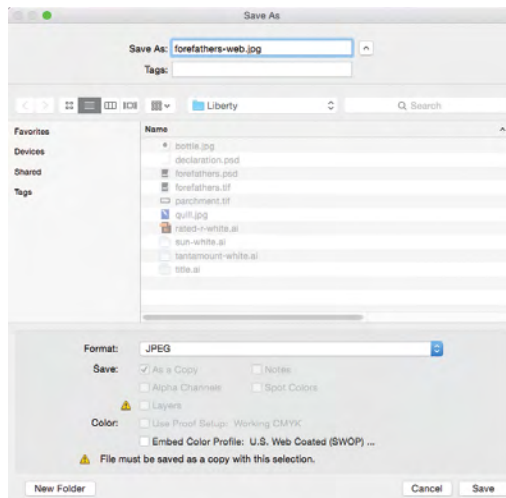 Save As
Save As: forefathers-web.jpg
Tags:
Liberty
Search
Favorites
Devices
Shared
Tags
Name
bottle.jpg
declaration.psd
forefathers.psd
forefathers.tif
parchment.tif
quill.jpg
rated-r-white.ai
sun-white.ai
tantamount-white.ai
title.ai
Format: JPEG
Save: As a Copy Notes
Alpha Channels Spot Colors
Layers
Color: Use Proof Setup: Working CMYK
Embed Color Profile: U.S. Web Coated (SWOP) ...
File must be saved as a copy with this selection.
New Folder Cancel Save